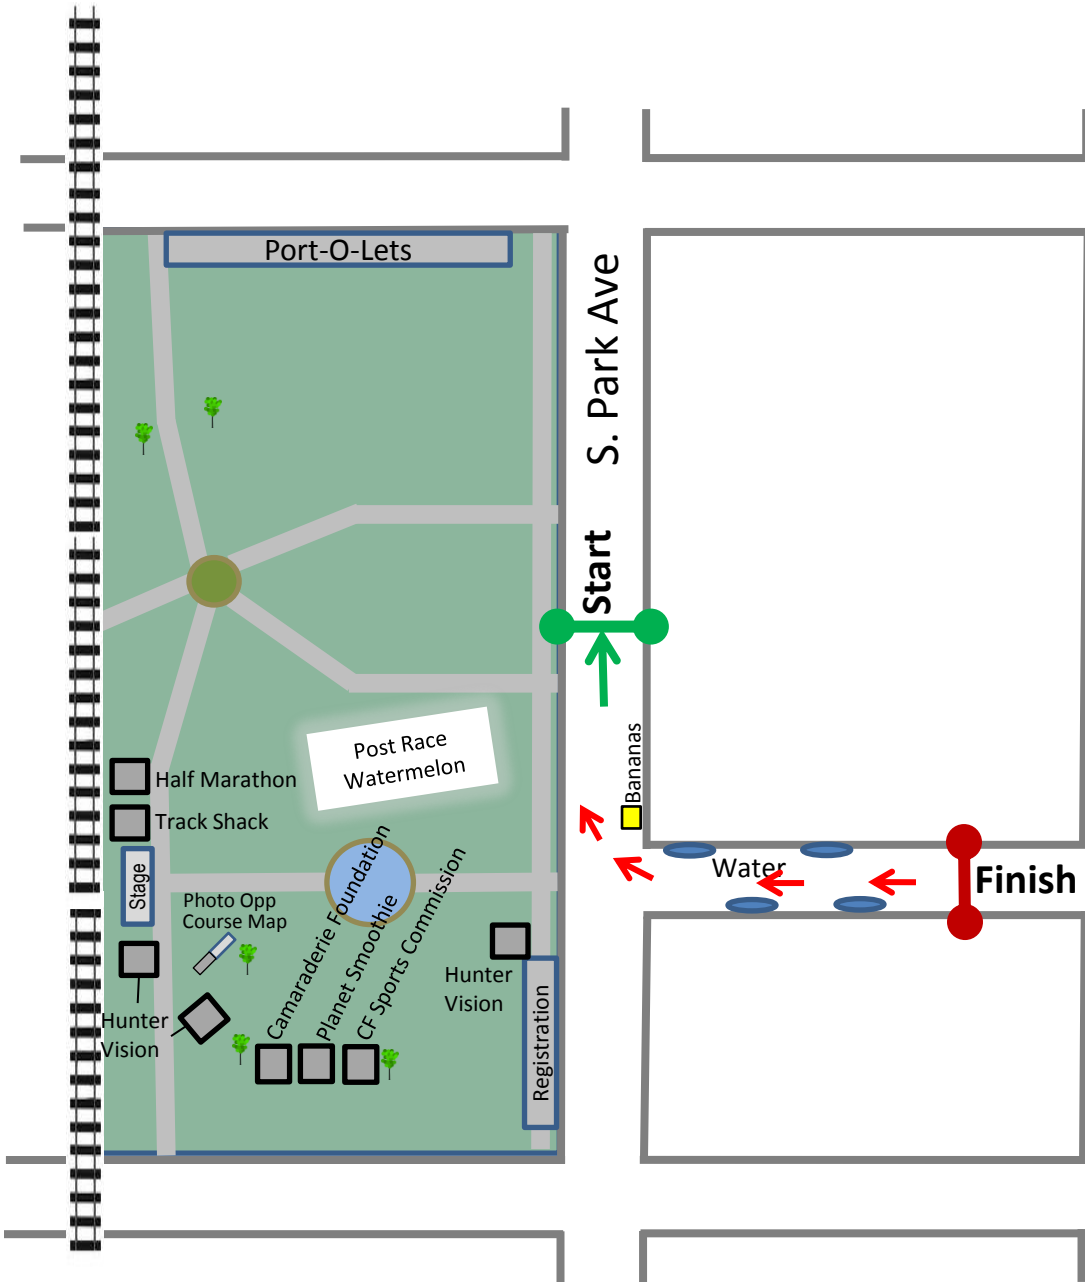 Port-O-Lets
S. Park Ave
Start
Bananas
Post Race
Watermelon
Half Marathon
Track Shack
Stage
Photo Opp
Course Map
Camaraderie Foundation
Planet Smoothie
CF Sports Commission
Water
Finish
Hunter
Vision
Hunter
Vision
Registration